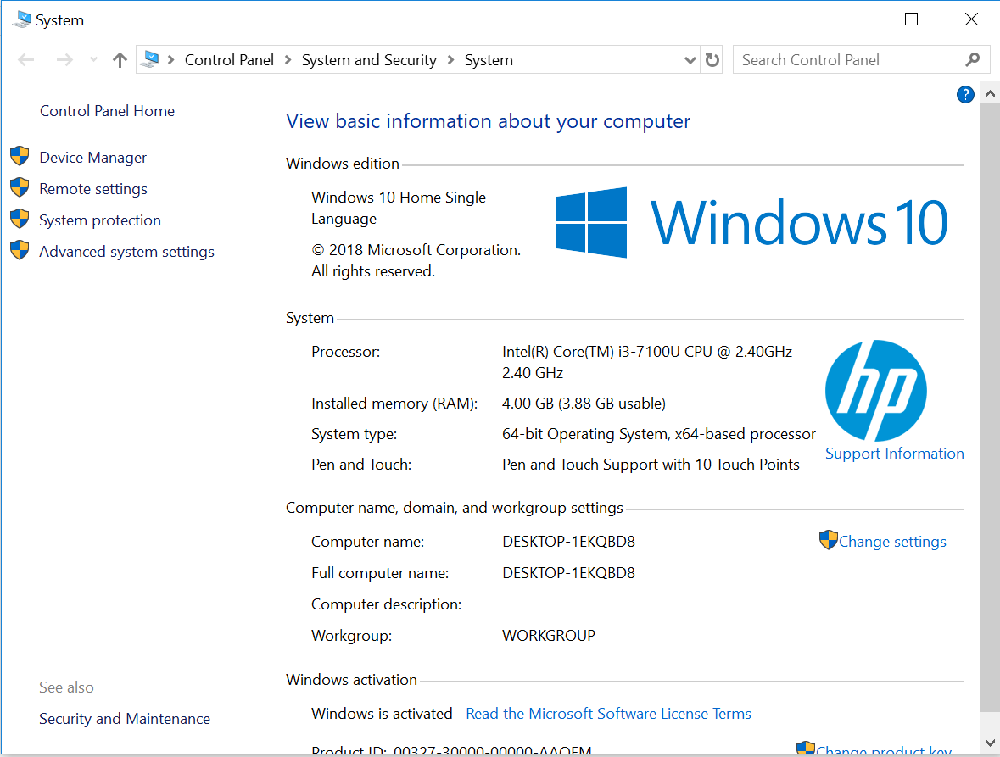 System
Control Panel > System and Security > System
Search Control Panel
?
Control Panel Home
Device Manager
Remote settings
System protection
Advanced system settings
View basic information about your computer
Windows edition
Windows 10 Home Single
Language
© 2018 Microsoft Corporation.
All rights reserved.
Windows 10
System
Processor: Intel(R) Core(TM) i3-7100U CPU @ 2.40GHz
2.40 GHz
Installed memory (RAM): 4.00 GB (3.88 GB usable)
System type: 64-bit Operating System, x64-based processor
Pen and Touch: Pen and Touch Support with 10 Touch Points
hp
Support Information
Computer name, domain, and workgroup settings
Computer name: DESKTOP-1EKQBD8
Change settings
Full computer name: DESKTOP-1EKQBD8
Computer description:
Workgroup: WORKGROUP
Windows activation
Windows is activated Read the Microsoft Software License Terms
Product ID: 00327-30000-00000-AAOEM
Change product key
See also
Security and Maintenance